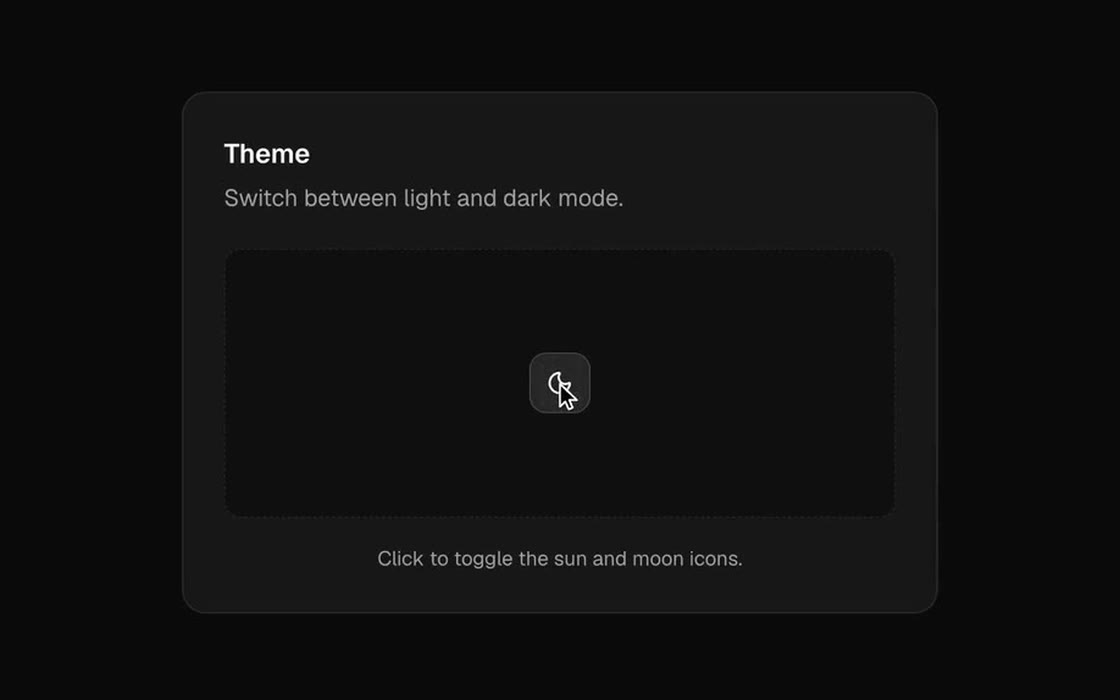 Theme
Switch between light and dark mode.
Click to toggle the sun and moon icons.